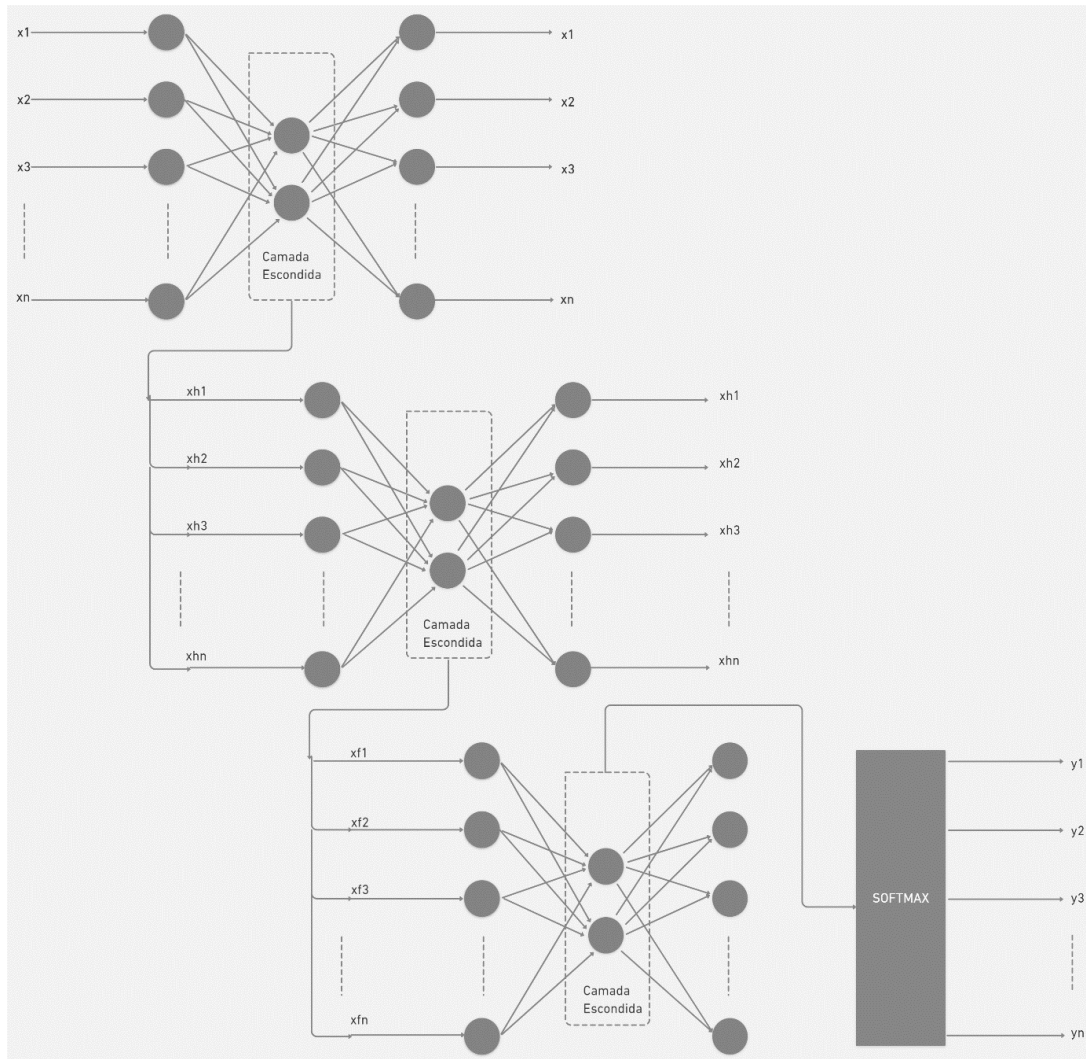 x1
x1
x2
x2
x3
x3
Camada
Escondida
xn
xn
xh1
xh1
xh2
xh2
xh3
xh3
Camada
Escondida
xhn
xhn
xf1
y1
xf2
y2
xf3
SOFTMAX
y3
Camada
Escondida
xfn
yn